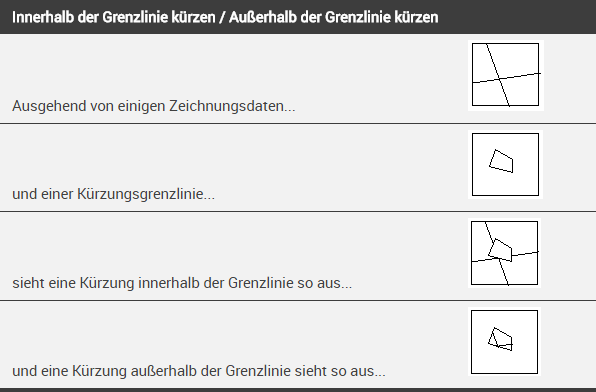 Innerhalb der Grenzlinie kürzen / Außerhalb der Grenzlinie kürzen
Ausgehend von einigen Zeichnungsdaten...
und einer Kürzungsgrenzlinie...
sieht eine Kürzung innerhalb der Grenzlinie so aus...
und eine Kürzung außerhalb der Grenzlinie sieht so aus...